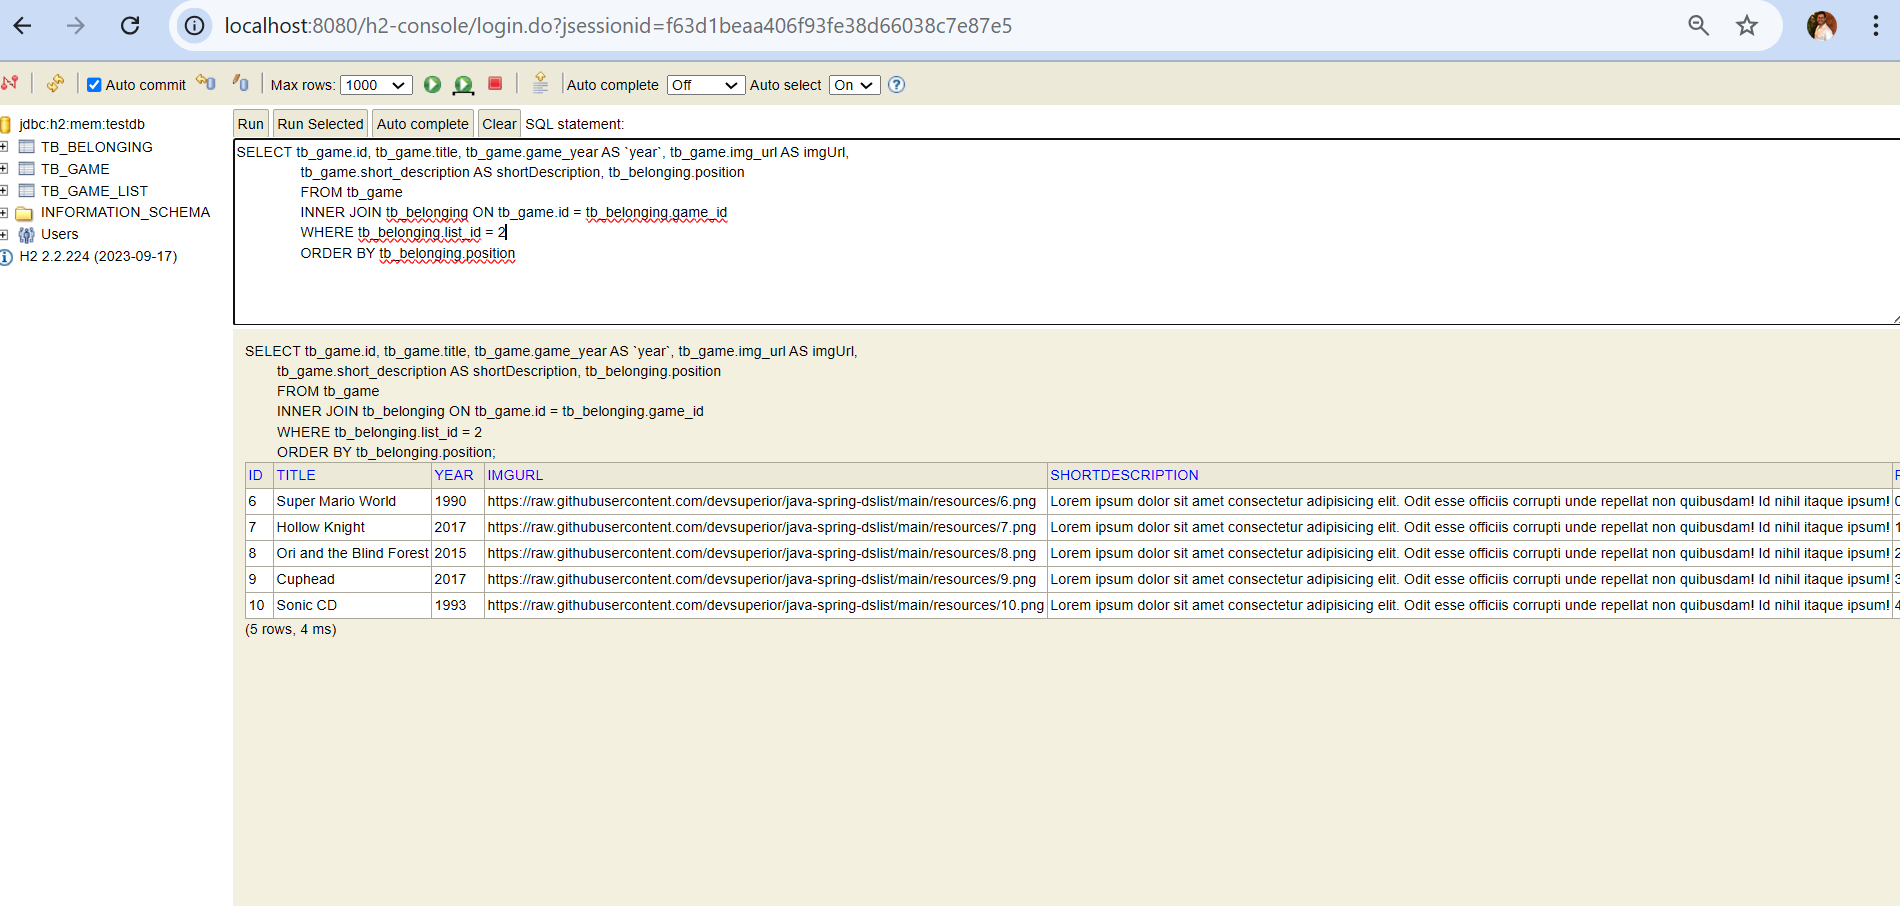 localhost:8080/h2-console/login.do?jsessionid=f63d1beaa406f93fe38d66038c7e87e5
Auto commit Max rows: 1000 Auto complete Off Auto select On
jdbc:h2:mem:testdb
TB_BELONGING
TB_GAME
TB_GAME_LIST
INFORMATION_SCHEMA
Users
H2 2.2.224 (2023-09-17)
Run Run Selected Auto complete Clear SQL statement:
SELECT tb_game.id, tb_game.title, tb_game.game_year AS `year`, tb_game.img_url AS imgUrl,
tb_game.short_description AS shortDescription, tb_belonging.position
FROM tb_game
INNER JOIN tb_belonging ON tb_game.id = tb_belonging.game_id
WHERE tb_belonging.list_id = 2
ORDER BY tb_belonging.position
SELECT tb_game.id, tb_game.title, tb_game.game_year AS `year`, tb_game.img_url AS imgUrl,
tb_game.short_description AS shortDescription, tb_belonging.position
FROM tb_game
INNER JOIN tb_belonging ON tb_game.id = tb_belonging.game_id
WHERE tb_belonging.list_id = 2
ORDER BY tb_belonging.position;
ID TITLE YEAR IMGURL SHORTDESCRIPTION
6 Super Mario World 1990 https://raw.githubusercontent.com/devsuperior/java-spring-dslist/main/resources/6.png Lorem ipsum dolor sit amet consectetur adipisicing elit. Odit esse officiis corrupti unde repellat non quibusdam! Id nihil itaque ipsum! 0
7 Hollow Knight 2017 https://raw.githubusercontent.com/devsuperior/java-spring-dslist/main/resources/7.png Lorem ipsum dolor sit amet consectetur adipisicing elit. Odit esse officiis corrupti unde repellat non quibusdam! Id nihil itaque ipsum! 1
8 Ori and the Blind Forest 2015 https://raw.githubusercontent.com/devsuperior/java-spring-dslist/main/resources/8.png Lorem ipsum dolor sit amet consectetur adipisicing elit. Odit esse officiis corrupti unde repellat non quibusdam! Id nihil itaque ipsum! 2
9 Cuphead 2017 https://raw.githubusercontent.com/devsuperior/java-spring-dslist/main/resources/9.png Lorem ipsum dolor sit amet consectetur adipisicing elit. Odit esse officiis corrupti unde repellat non quibusdam! Id nihil itaque ipsum! 3
10 Sonic CD 1993 https://raw.githubusercontent.com/devsuperior/java-spring-dslist/main/resources/10.png Lorem ipsum dolor sit amet consectetur adipisicing elit. Odit esse officiis corrupti unde repellat non quibusdam! Id nihil itaque ipsum! 4
(5 rows, 4 ms)